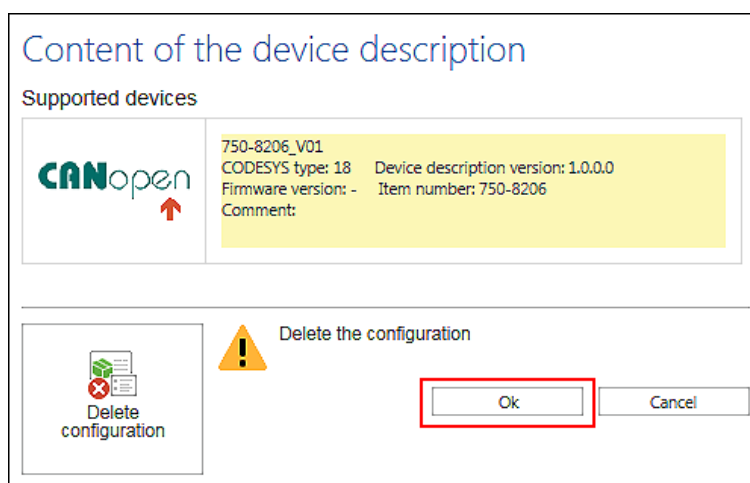 Content of the device description
Supported devices
CANopen
750-8206_V01
CODESYS type: 18 Device description version: 1.0.0.0
Firmware version: - Item number: 750-8206
Comment:
Delete the configuration
Delete
configuration
Ok
Cancel